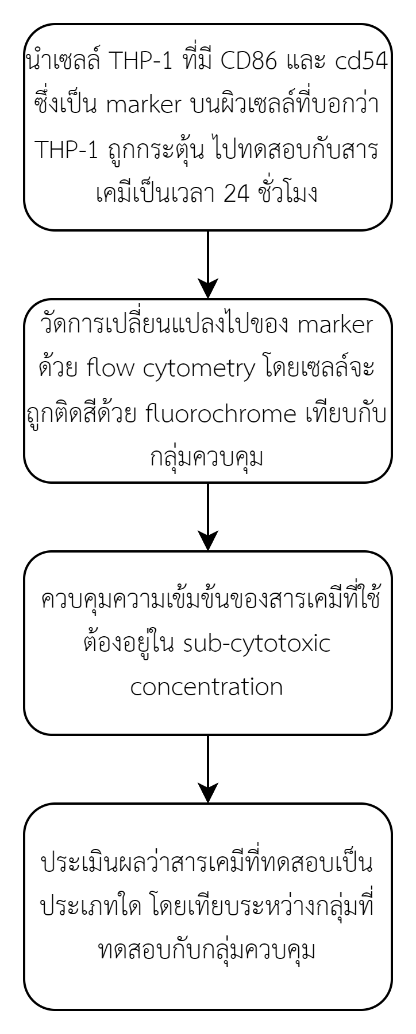 นำเซลล์ THP-1 ที่มี CD86 และ cd54
ซึ่งเป็น marker บนผิวเซลล์ที่บอกว่า
THP-1 ถูกกระตุ้น ไปทดสอบกับสาร
เคมีเป็นเวลา 24 ชั่วโมง
วัดการเปลี่ยนแปลงไปของ marker
ด้วย flow cytometry โดยเซลล์จะ
ถูกติดสีด้วย fluorochrome เทียบกับ
กลุ่มควบคุม
ควบคุมความเข้มข้นของสารเคมีที่ใช้
ต้องอยู่ใน sub-cytotoxic
concentration
ประเมินผลว่าสารเคมีที่ทดสอบเป็น
ประเภทใด โดยเทียบระหว่างกลุ่มที่
ทดสอบกับกลุ่มควบคุม